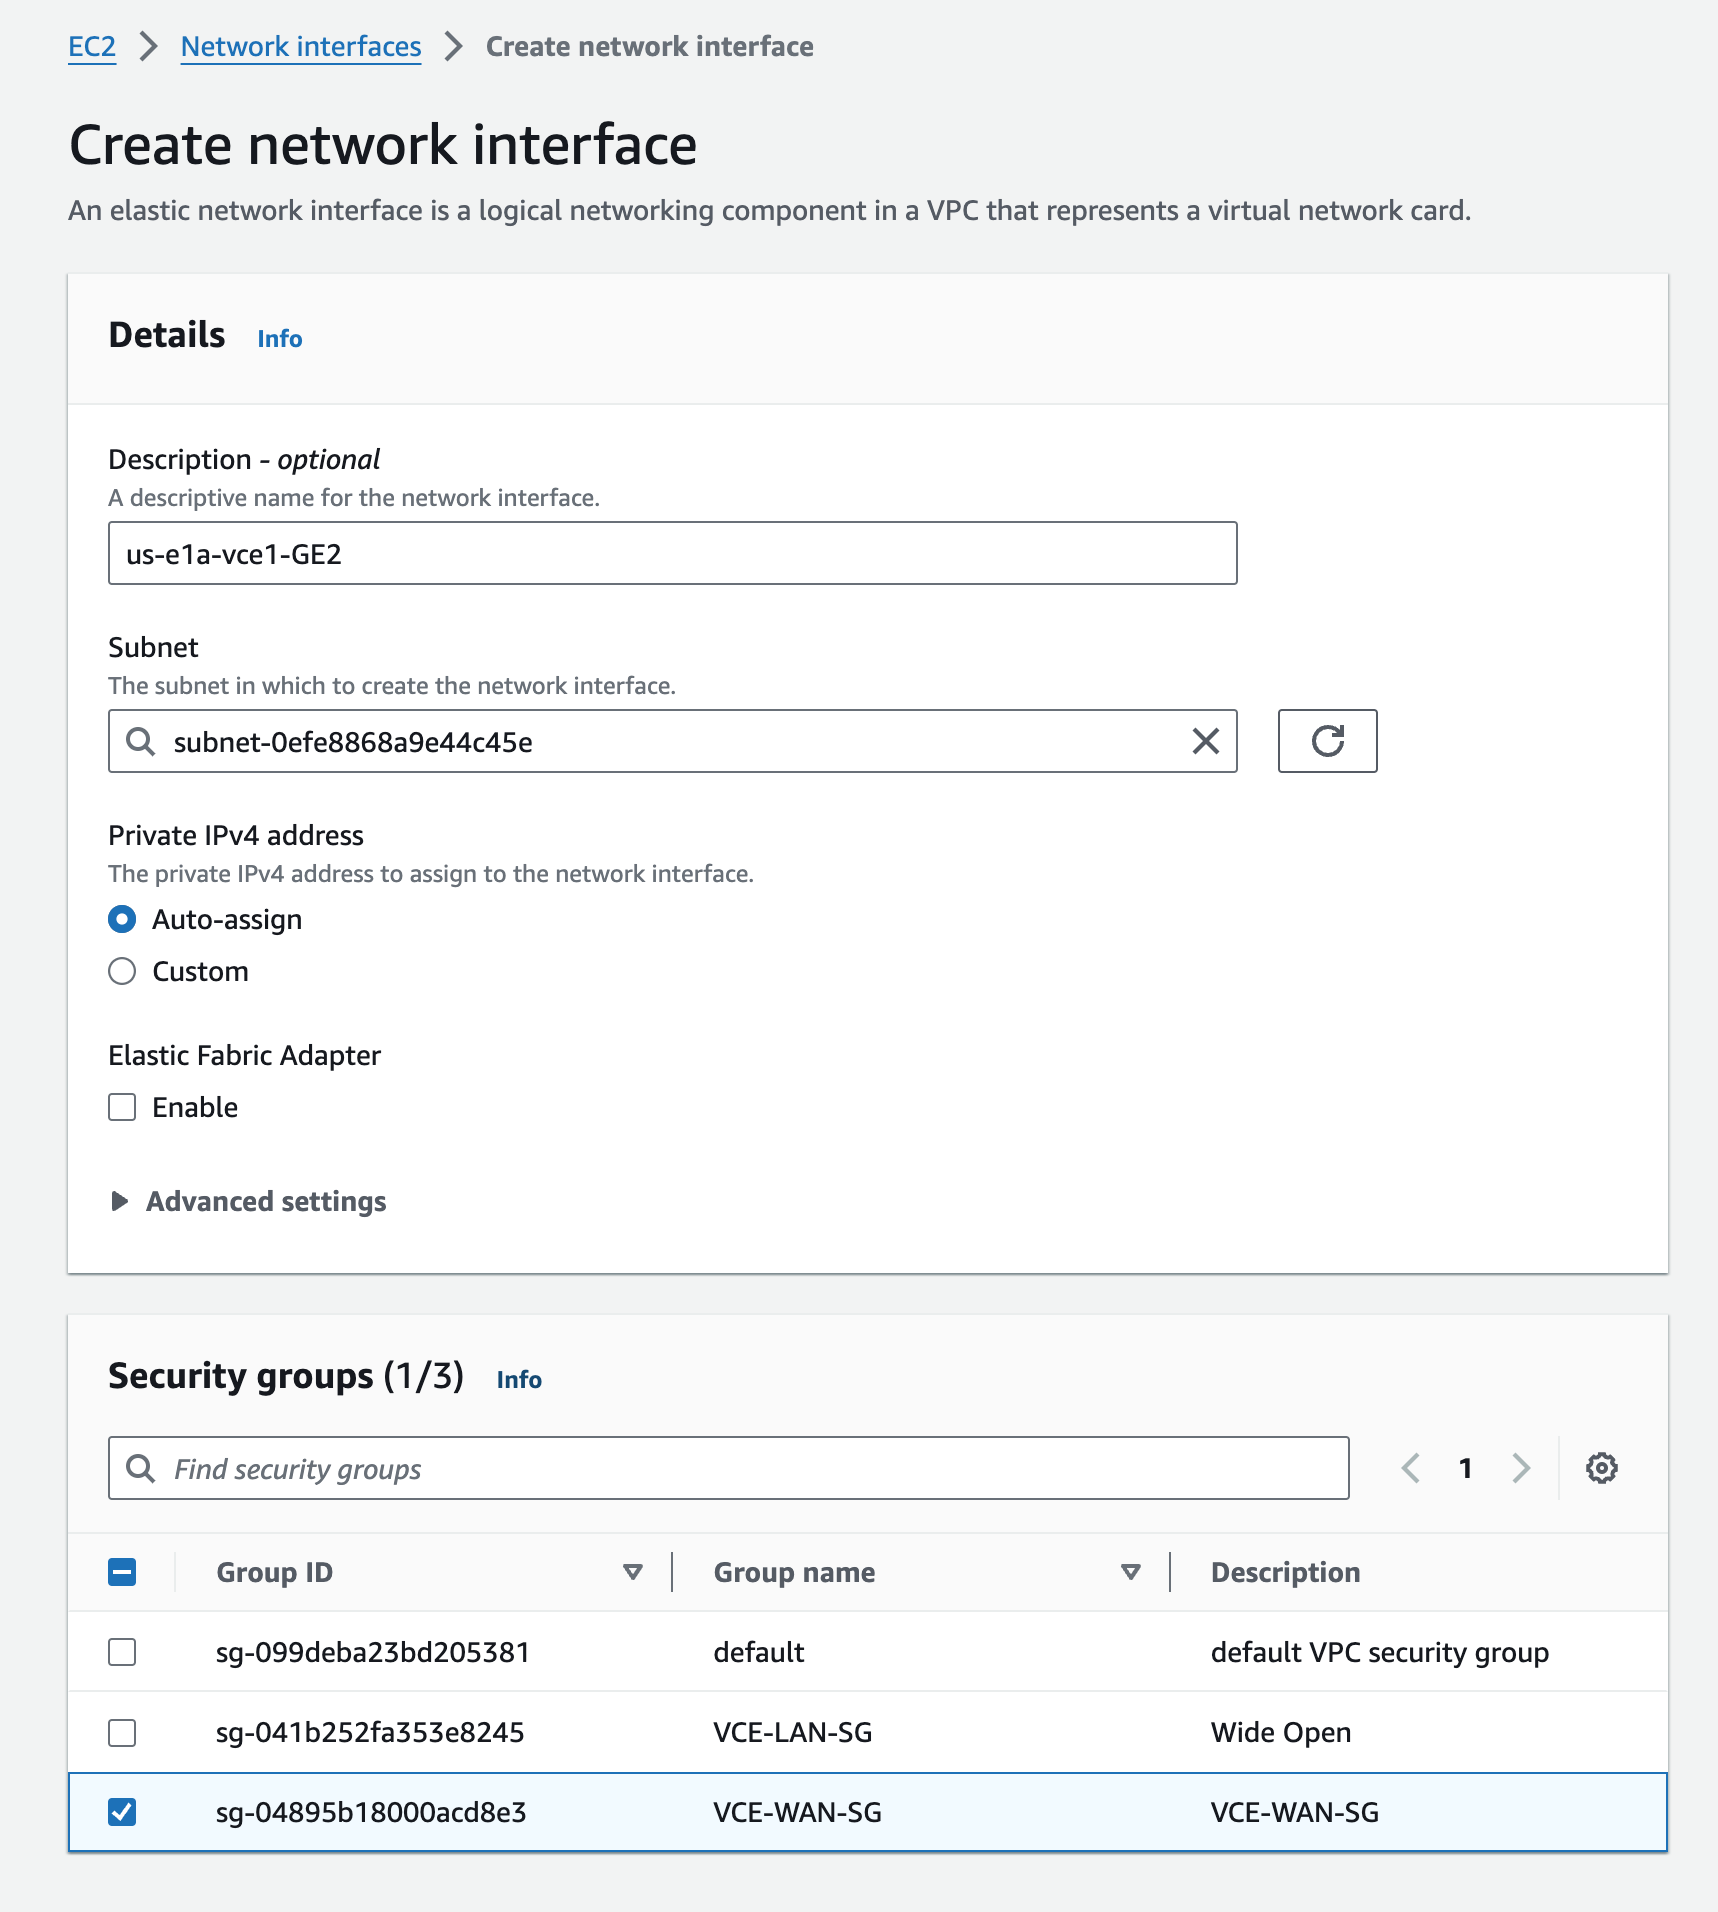 EC2 > Network interfaces > Create network interface
Create network interface
An elastic network interface is a logical networking component in a VPC that represents a virtual network card.
Details Info
Description - optional
A descriptive name for the network interface.
us-e1a-vce1-GE2
Subnet
The subnet in which to create the network interface.
subnet-0efe8868a9e44c45e
Private IPv4 address
The private IPv4 address to assign to the network interface.
Auto-assign
Custom
Elastic Fabric Adapter
Enable
Advanced settings
Security groups (1/3) Info
Find security groups 1
Group ID Group name Description
sg-099deba23bd205381 default default VPC security group
sg-041b252fa353e8245 VCE-LAN-SG Wide Open
sg-04895b18000acd8e3 VCE-WAN-SG VCE-WAN-SG